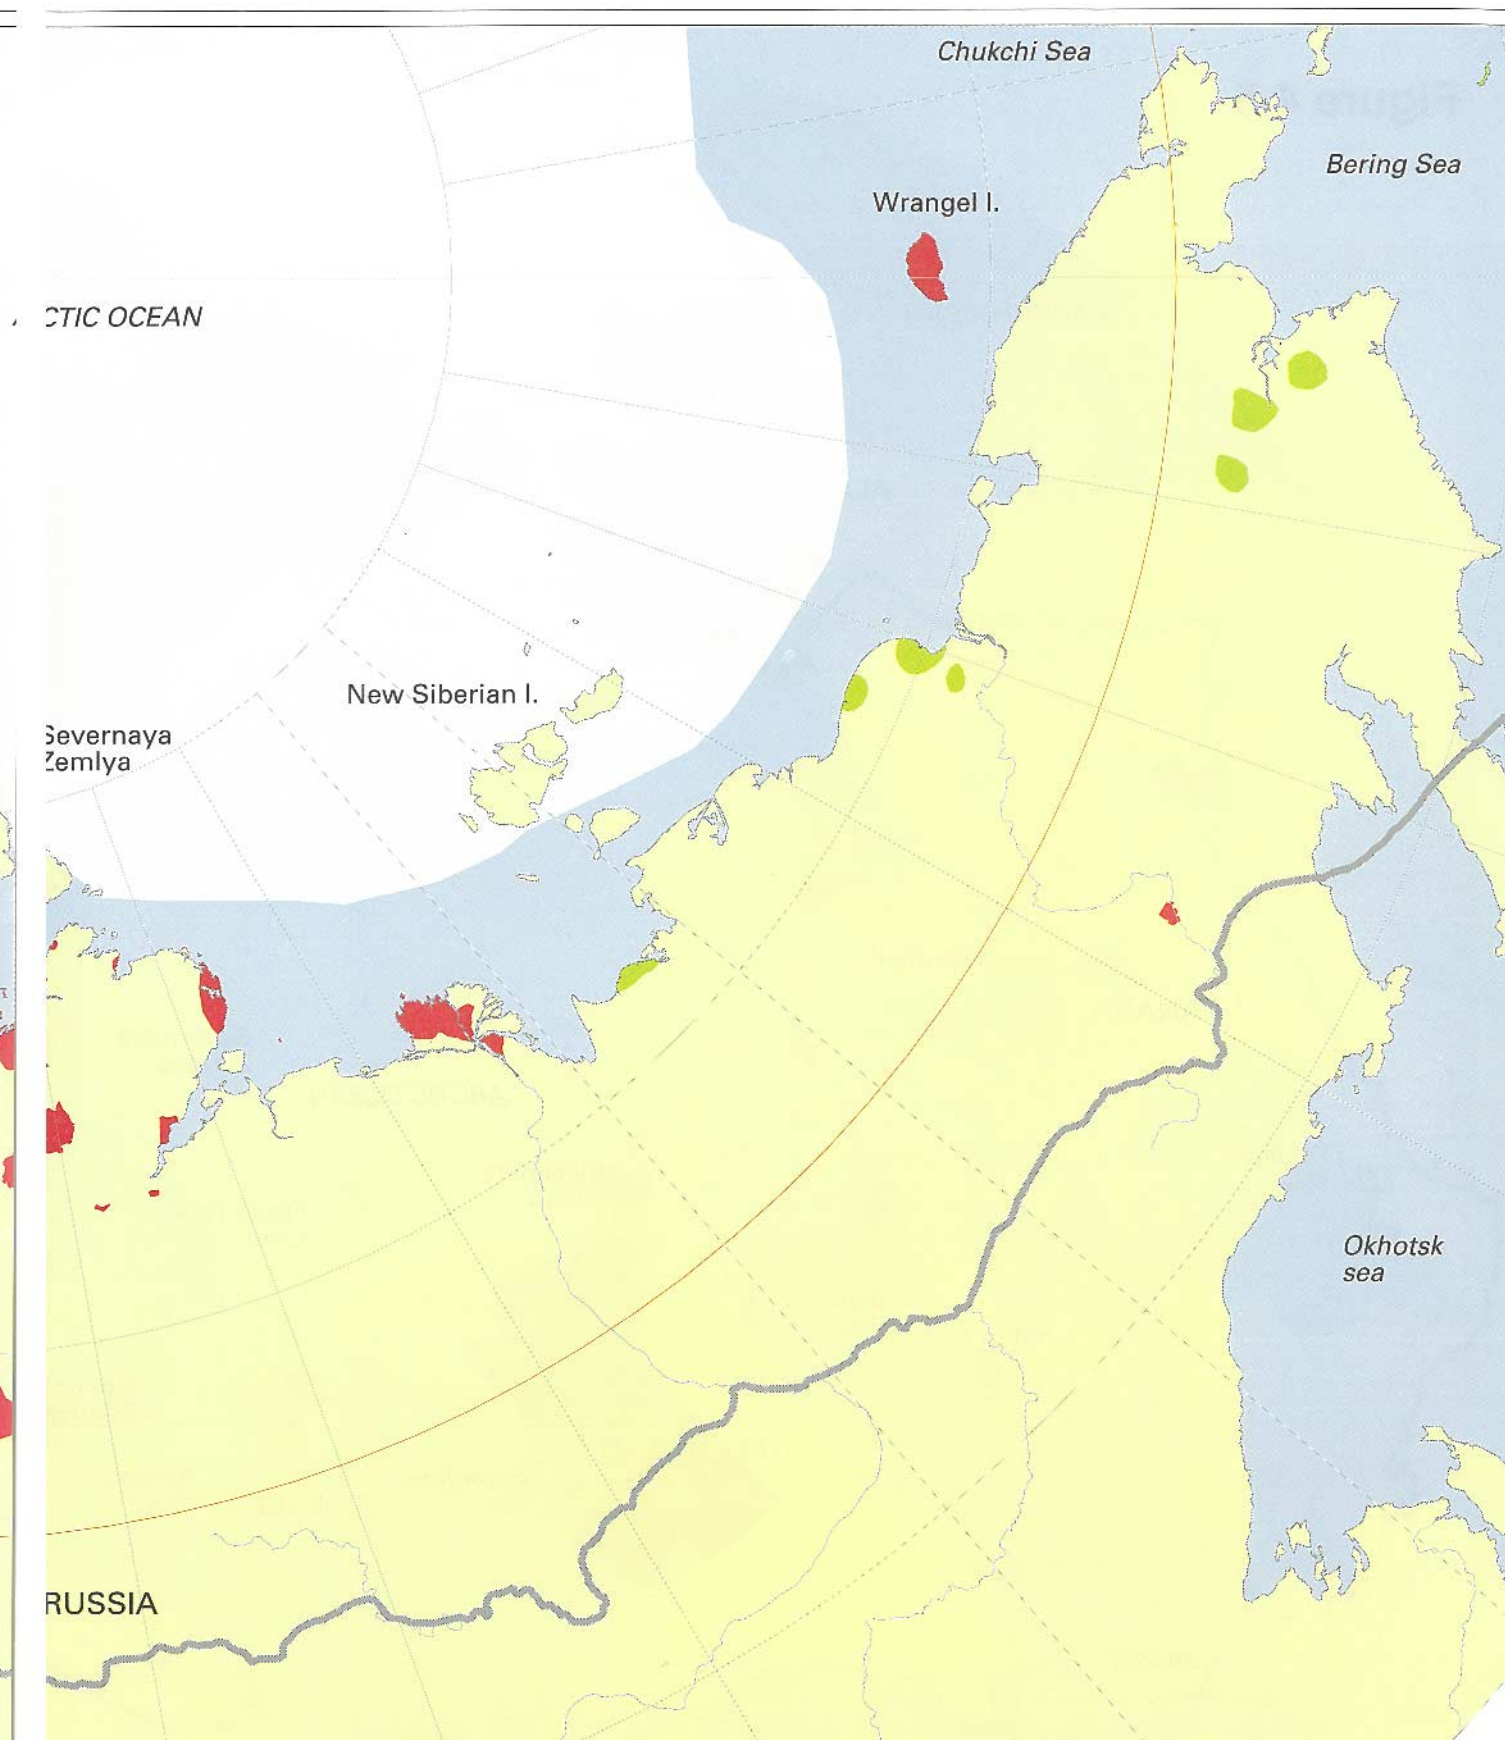 Chukchi Sea
Bering Sea
Wrangel I.
CTIC OCEAN
New Siberian I.
Severnaya
Zemlya
Okhotsk
sea
RUSSIA